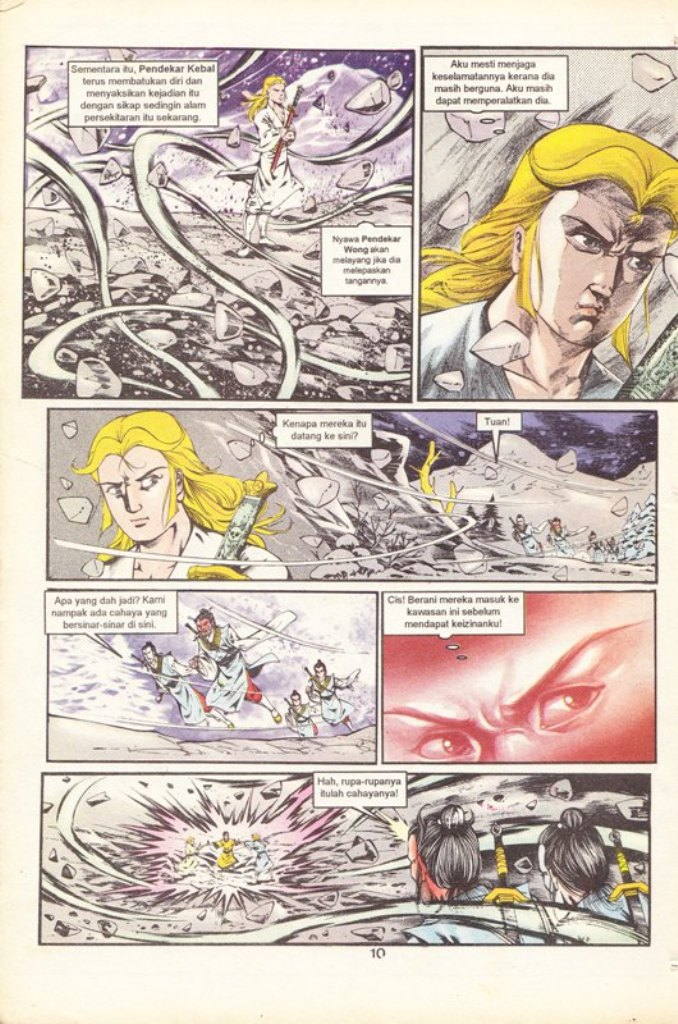 Sementara itu, Pendekar Kebal
terus membatukan diri dan
menyaksikan kejadian itu
dengan sikap sedingin alam
persekitaran itu sekarang.
Nyawa Pendekar
Wong akan
melayang jika dia
melepaskan
tangannya.
Aku mesti menjaga
keselamatannya kerana dia
masih berguna. Aku masih
dapat memperalatkan dia.
Kenapa mereka itu
datang ke sini?
Tuan!
Apa yang dah jadi? Kami
nampak ada cahaya yang
bersinar-sinar di sini.
Cis! Berani mereka masuk ke
kawasan ini sebelum
mendapat keizinanku!
Hah, rupa-rupanya
itulah cahayanya!
10